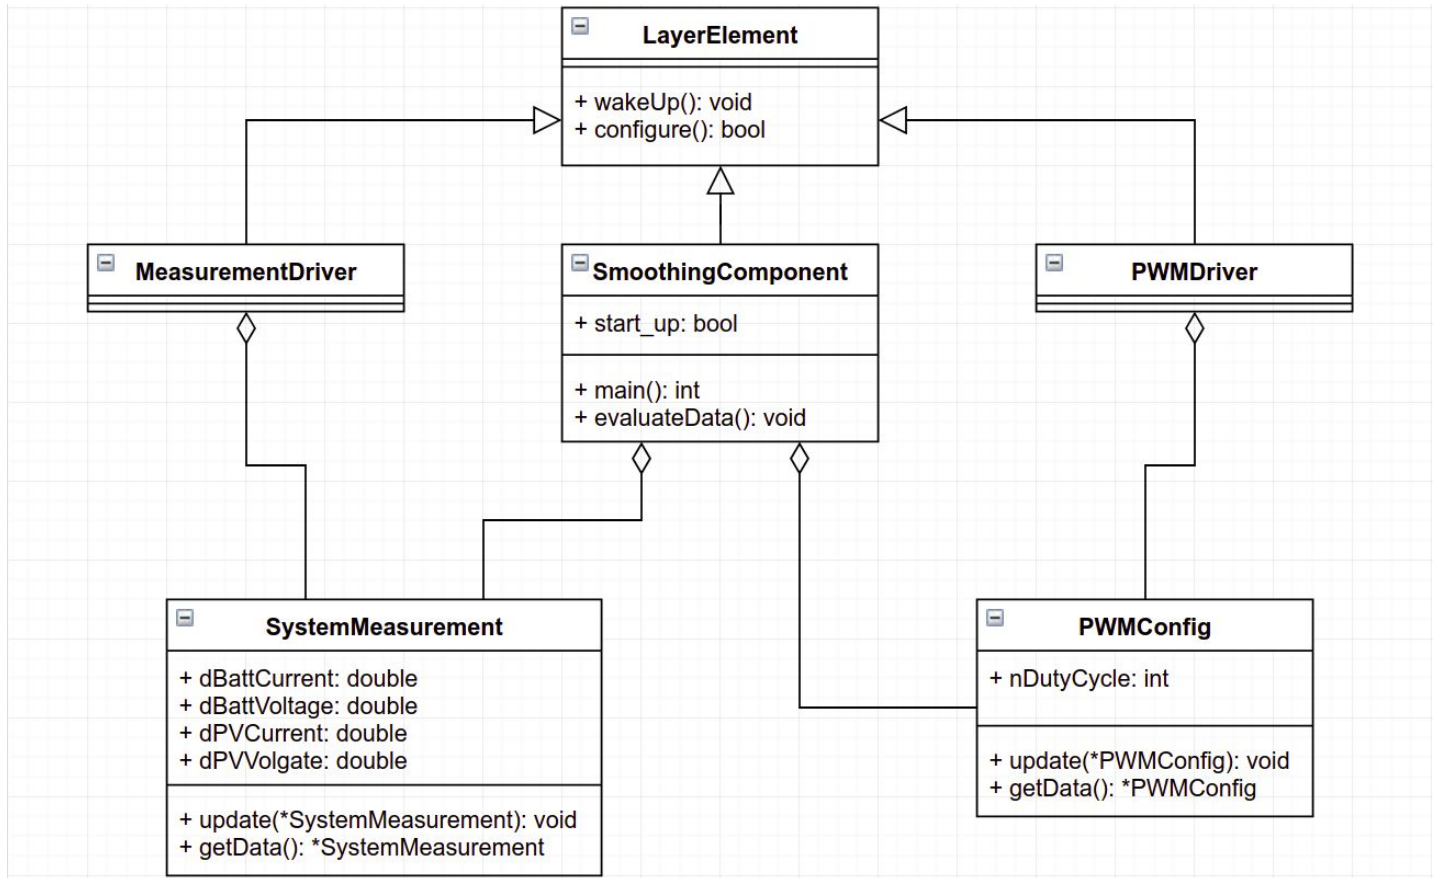 LayerElement
+ wakeUp(): void
+ configure(): bool
MeasurementDriver
SmoothingComponent
+ start_up: bool
+ main(): int
+ evaluateData(): void
PWMDriver
SystemMeasurement
+ dBattCurrent: double
+ dBattVoltage: double
+ dPVCurrent: double
+ dPVVolgate: double
+ update(*SystemMeasurement): void
+ getData(): *SystemMeasurement
PWMConfig
+ nDutyCycle: int
+ update(*PWMConfig): void
+ getData(): *PWMConfig